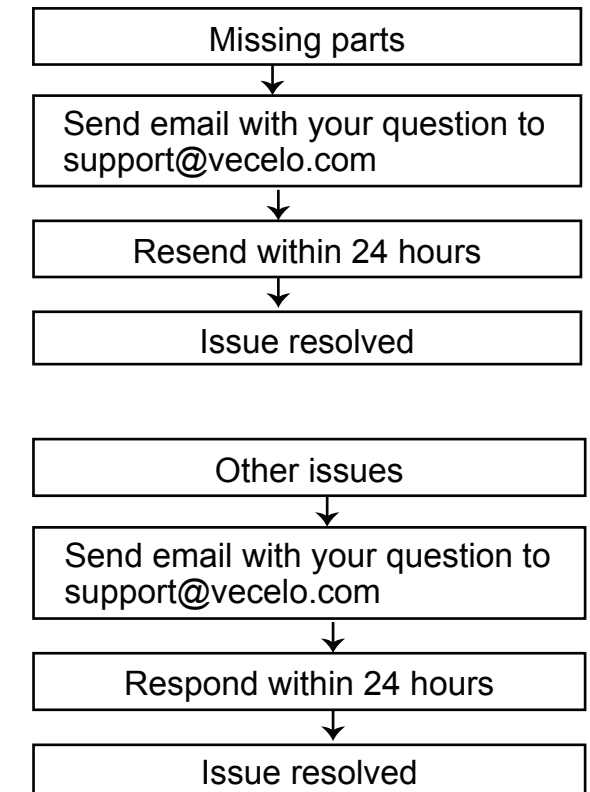 Missing parts
Send email with your question to
support@vecelo.com
Resend within 24 hours
Issue resolved
Other issues
Send email with your question to
support@vecelo.com
Respond within 24 hours
Issue resolved